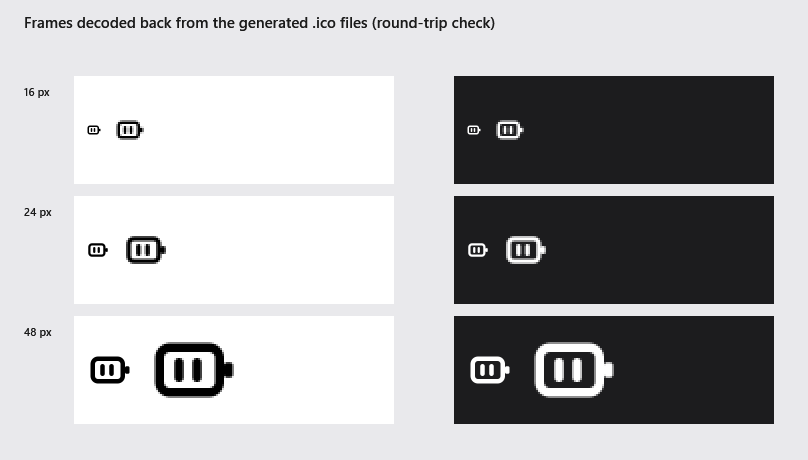 Frames decoded back from the generated .ico files (round-trip check)
16 px
24 px
48 px